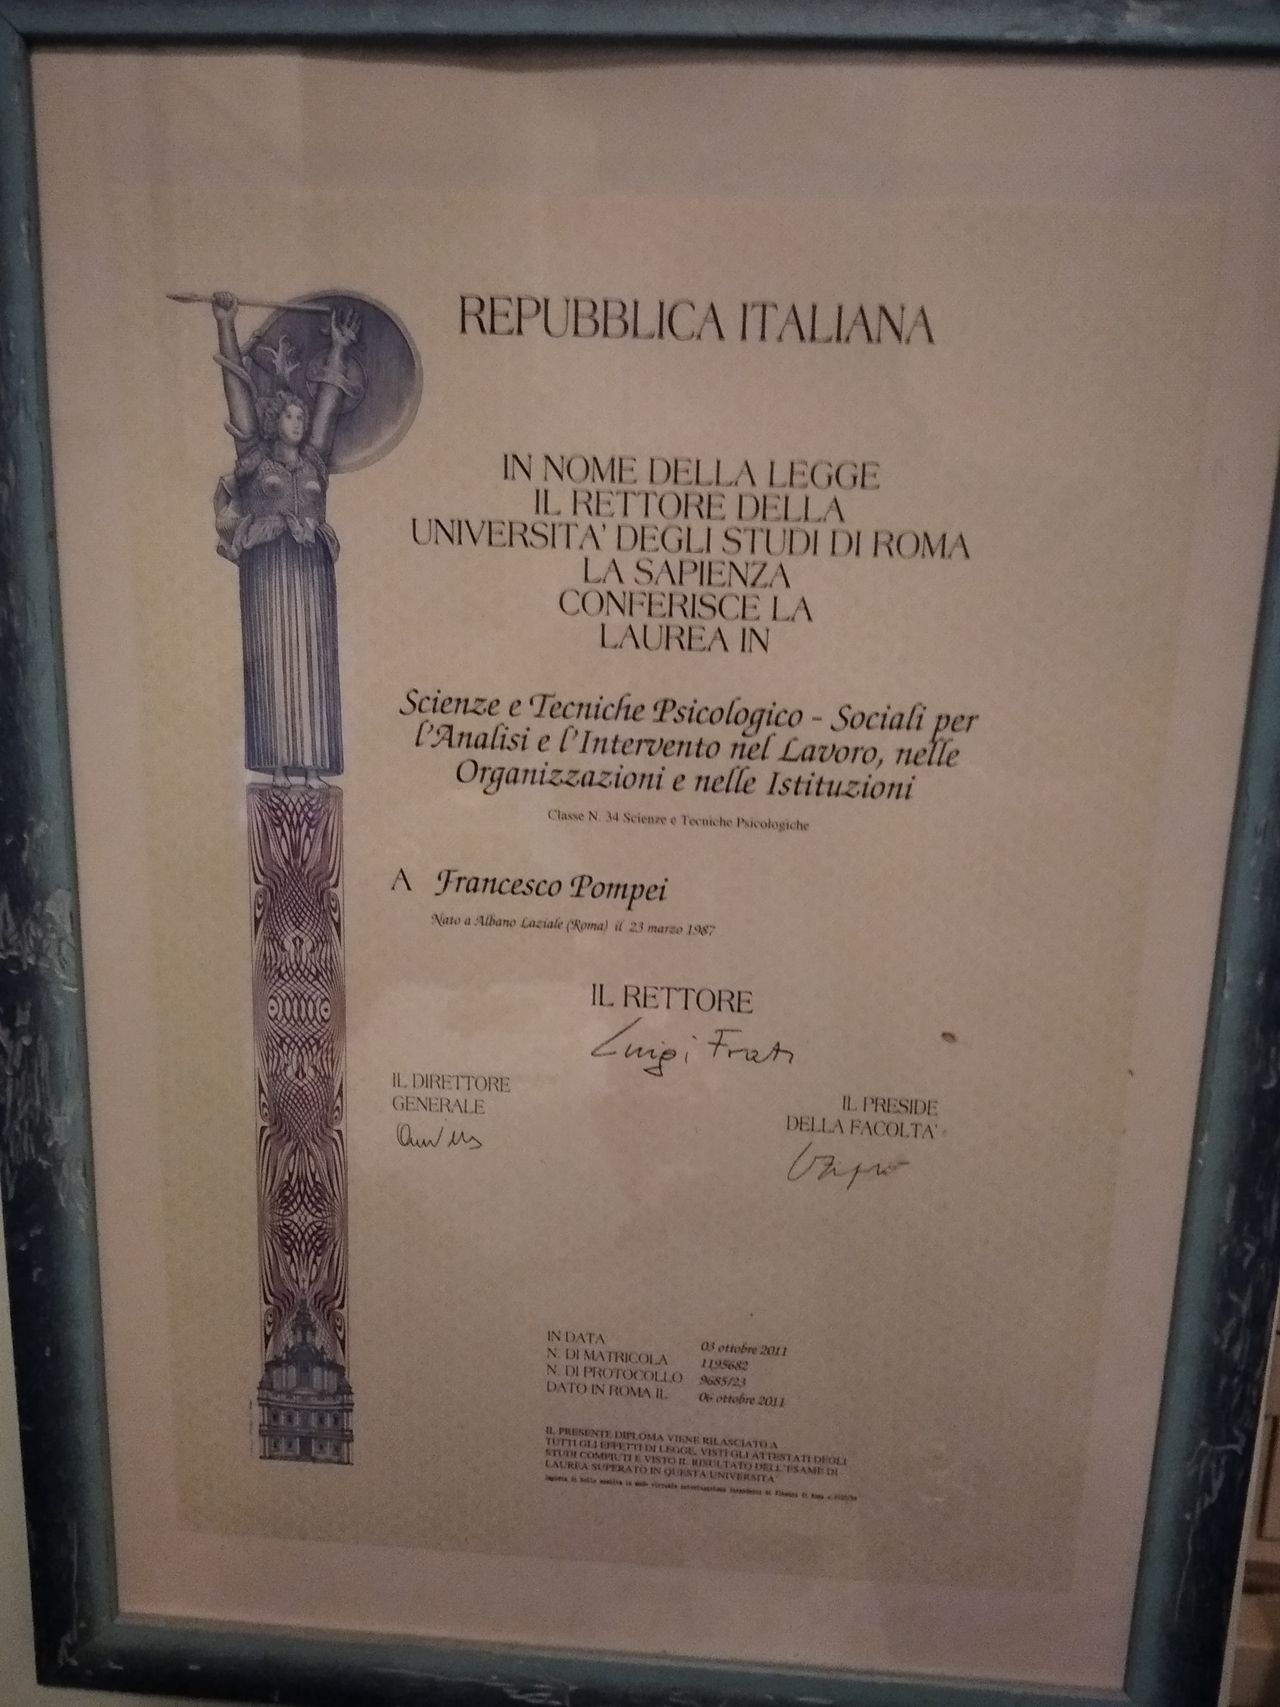 REPUBBLICA ITALIANA
IN NOME DELLA LEGGE
IL RETTORE DELLA
UNIVERSITA' DEGLI STUDI DI ROMA
LA SAPIENZA
CONFERISCE LA
LAUREA IN
Scienze e Tecniche Psicologico - Sociali per
l'Analisi e l'Intervento nel Lavoro, nelle
Organizzazioni e nelle Istituzioni
Classe N. 34 Scienze e Tecniche Psicologiche
A Francesco Pompei
Nato a Albano Laziale (Roma) il 23 marzo 1987
IL RETTORE
Luigi Frati
IL DIRETTORE
GENERALE
IL PRESIDE
DELLA FACOLTA'
IN DATA 03 ottobre 2011
N. DI MATRICOLA 1195682
N. DI PROTOCOLLO 9685/23
DATO IN ROMA IL 06 ottobre 2011
IL PRESENTE DIPLOMA VIENE RILASCIATO A
TUTTI GLI EFFETTI DI LEGGE, VISTI GLI ATTESTATI DEGLI
STUDI COMPIUTI E VISTO IL RISULTATO DELL'ESAME DI
LAUREA SUPERATO IN QUESTA UNIVERSITA'